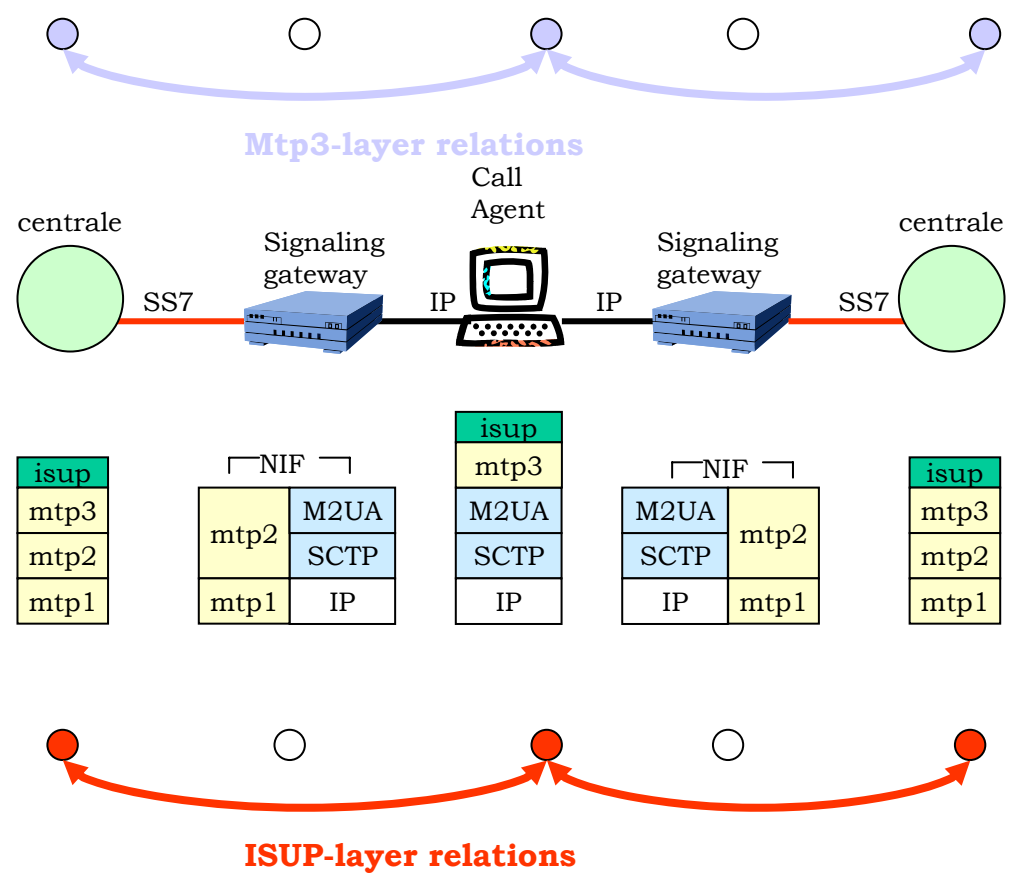 Mtp3-layer relations
Call
Agent
centrale
Signaling
gateway
Signaling
gateway
centrale
SS7
IP
IP
SS7
isup
mtp3
M2UA
SCTP
IP
isup
mtp3
mtp2
mtp1
NIF
mtp2
M2UA
SCTP
mtp1
IP
NIF
M2UA
mtp2
SCTP
IP
mtp1
isup
mtp3
mtp2
mtp1
ISUP-layer relations